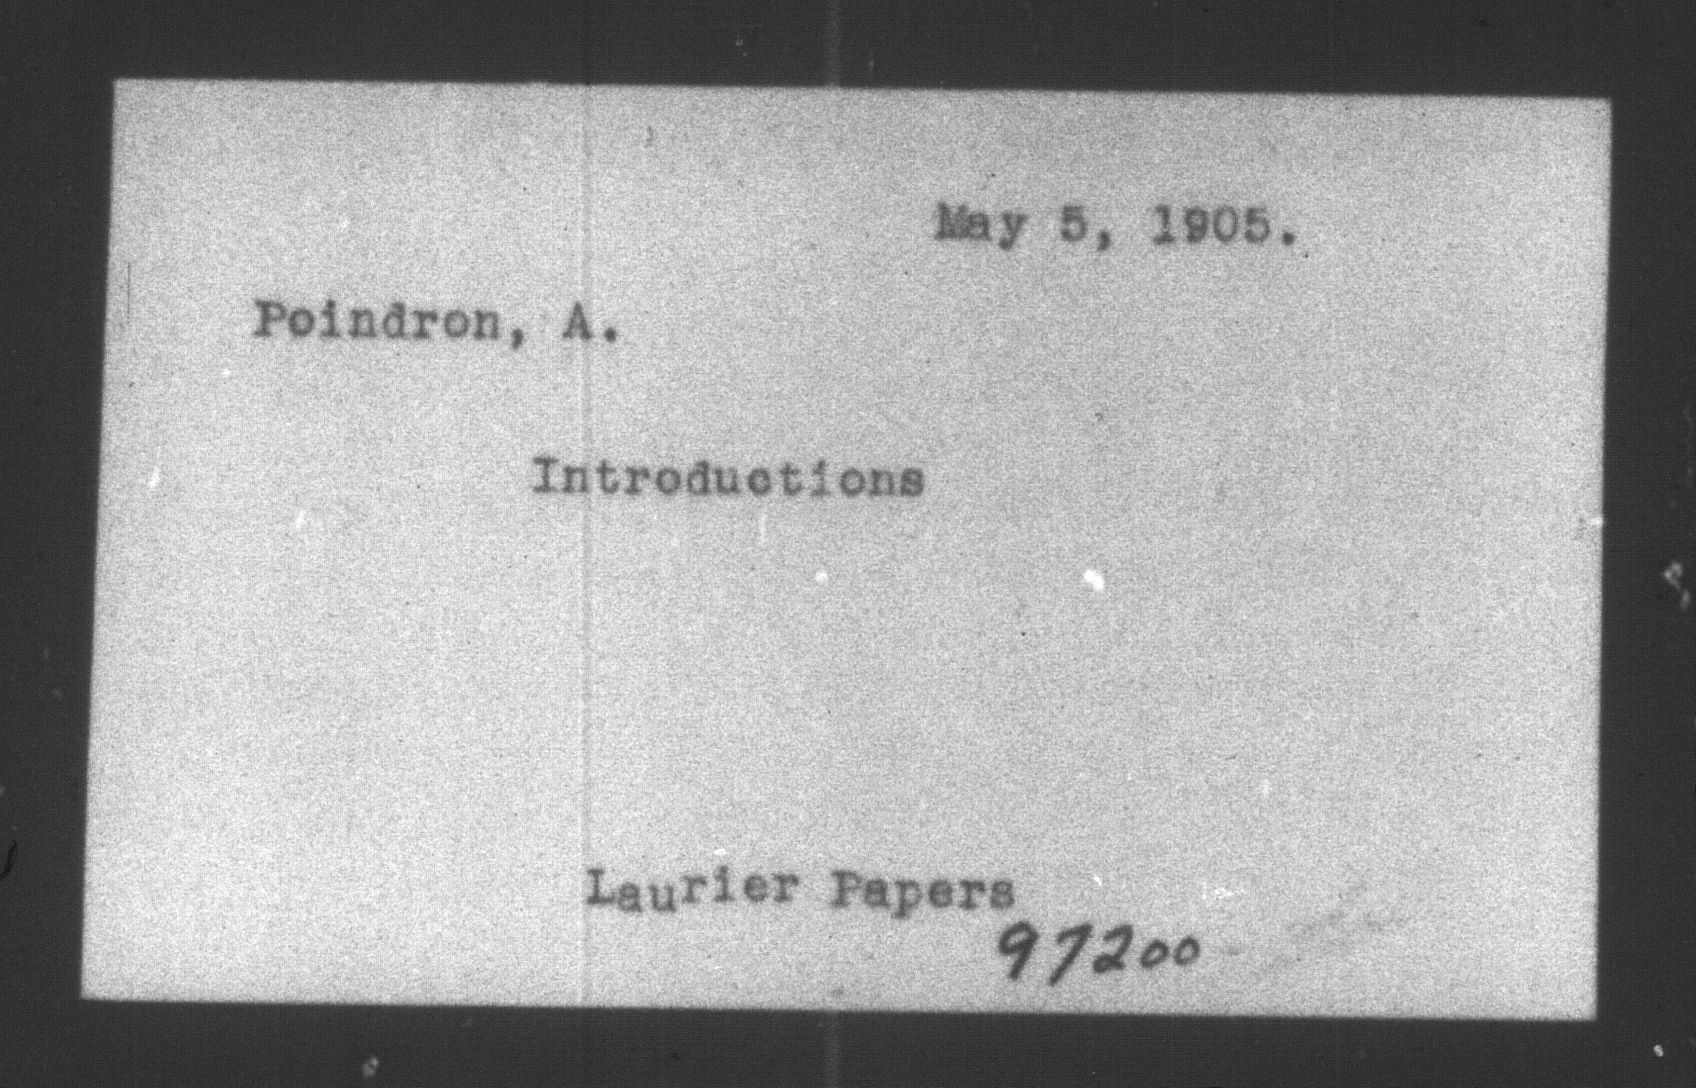 May 5, 1905.
Poindron, A.
Introductions
Laurier Papers
97200